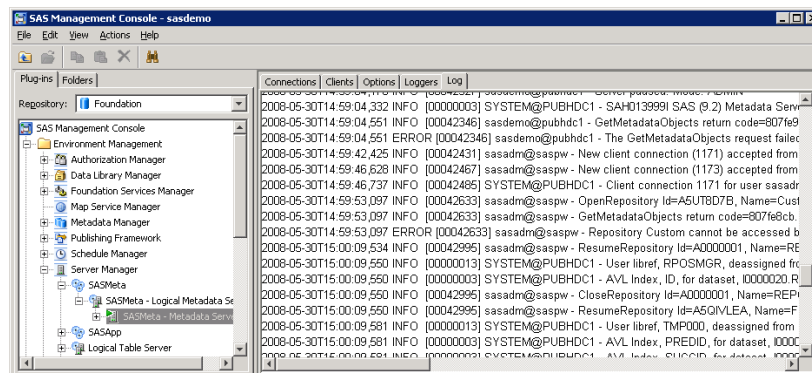 SAS Management Console - sasdemo
File Edit View Actions Help
Plug-ins Folders
Repository: Foundation
SAS Management Console
Environment Management
Authorization Manager
Data Library Manager
Foundation Services Manager
Map Service Manager
Metadata Manager
Publishing Framework
Schedule Manager
Server Manager
SASMeta
SASMeta - Logical Metadata Se
SASMeta - Metadata Serve
SASApp
Logical Table Server
Connections Clients Options Loggers Log
2008-05-30T14:59:04,332 INFO [00000003] SYSTEM@PUBHDC1 - SAH013999I SAS (9.2) Metadata Serv
2008-05-30T14:59:04,551 INFO [00042346] sasdemo@pubhdc1 - GetMetadataObjects return code=807fe9
2008-05-30T14:59:04,551 ERROR [00042346] sasdemo@pubhdc1 - The GetMetadataObjects request failed
2008-05-30T14:59:42,425 INFO [00042431] sasadm@saspw - New client connection (1171) accepted from
2008-05-30T14:59:46,628 INFO [00042467] sasadm@saspw - New client connection (1173) accepted from
2008-05-30T14:59:46,737 INFO [00042485] SYSTEM@PUBHDC1 - Client connection 1171 for user sasadm
2008-05-30T14:59:53,097 INFO [00042633] sasadm@saspw - OpenRepository Id=A5UT8D7B, Name=Cust
2008-05-30T14:59:53,097 INFO [00042633] sasadm@saspw - GetMetadataObjects return code=807fe8cb.
2008-05-30T14:59:53,097 ERROR [00042633] sasadm@saspw - Repository Custom cannot be accessed b
2008-05-30T15:00:09,534 INFO [00042995] sasadm@saspw - ResumeRepository Id=A0000001, Name=RE
2008-05-30T15:00:09,550 INFO [00000013] SYSTEM@PUBHDC1 - User libref, RPOSMGR, deassigned fro
2008-05-30T15:00:09,550 INFO [00000003] SYSTEM@PUBHDC1 - AVL Index, ID, for dataset, I0000020.R
2008-05-30T15:00:09,550 INFO [00042995] sasadm@saspw - CloseRepository Id=A0000001, Name=REPO
2008-05-30T15:00:09,550 INFO [00042995] sasadm@saspw - ResumeRepository Id=A5QIVLEA, Name=F
2008-05-30T15:00:09,581 INFO [00000013] SYSTEM@PUBHDC1 - User libref, TMP000, deassigned from
2008-05-30T15:00:09,581 INFO [00000003] SYSTEM@PUBHDC1 - AVL Index, PREDID, for dataset, I0000